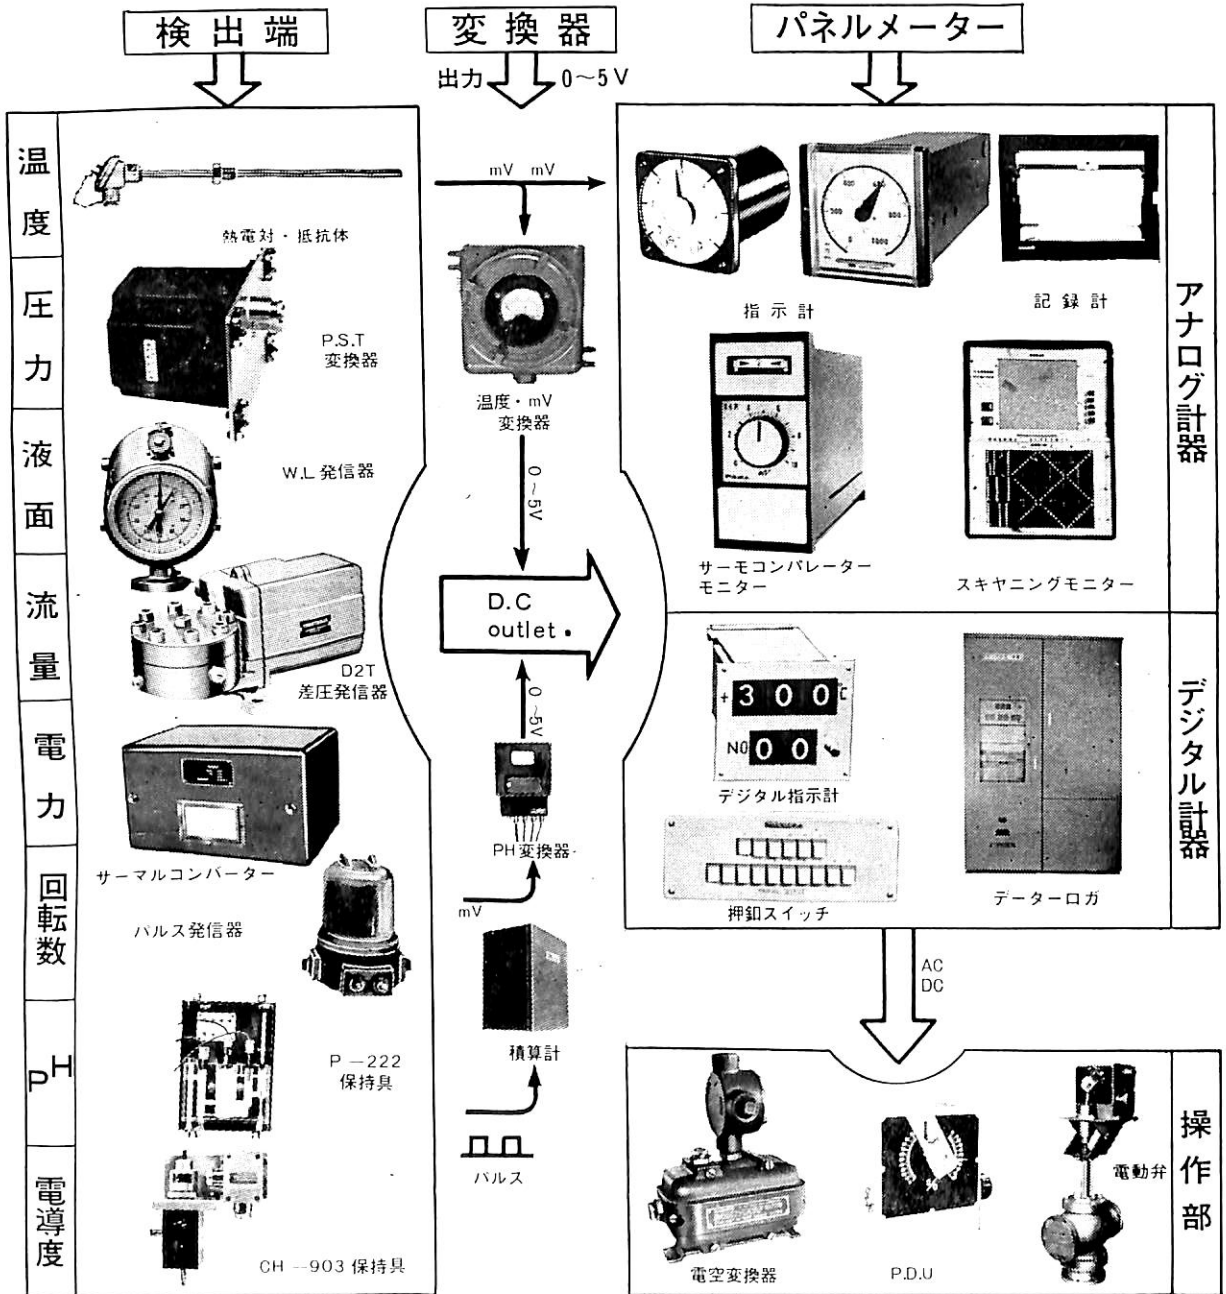 検出端
変換器
パネルメーター
出力 0～5V
温度
熱電対・抵抗体
圧力
P.S.T
変換器
液面
W.L 発信器
流量
D2T
差圧発信器
電力
サーマルコンバーター
回転数
パルス発信器
PH
P-222
保持具
電導度
CH-903 保持具
mV mV
温度・mV
変換器
0～5V
D.C
outlet.
0～5V
PH変換器
mV
積算計
パルス
アナログ計器
指示計
記録計
サーモコンパレーター
モニター
スキヤニングモニター
デジタル計器
+300℃
NO 00
デジタル指示計
押釦スイッチ
データーロガ
AC
DC
操作部
電空変換器
%
P.D.U
電動弁